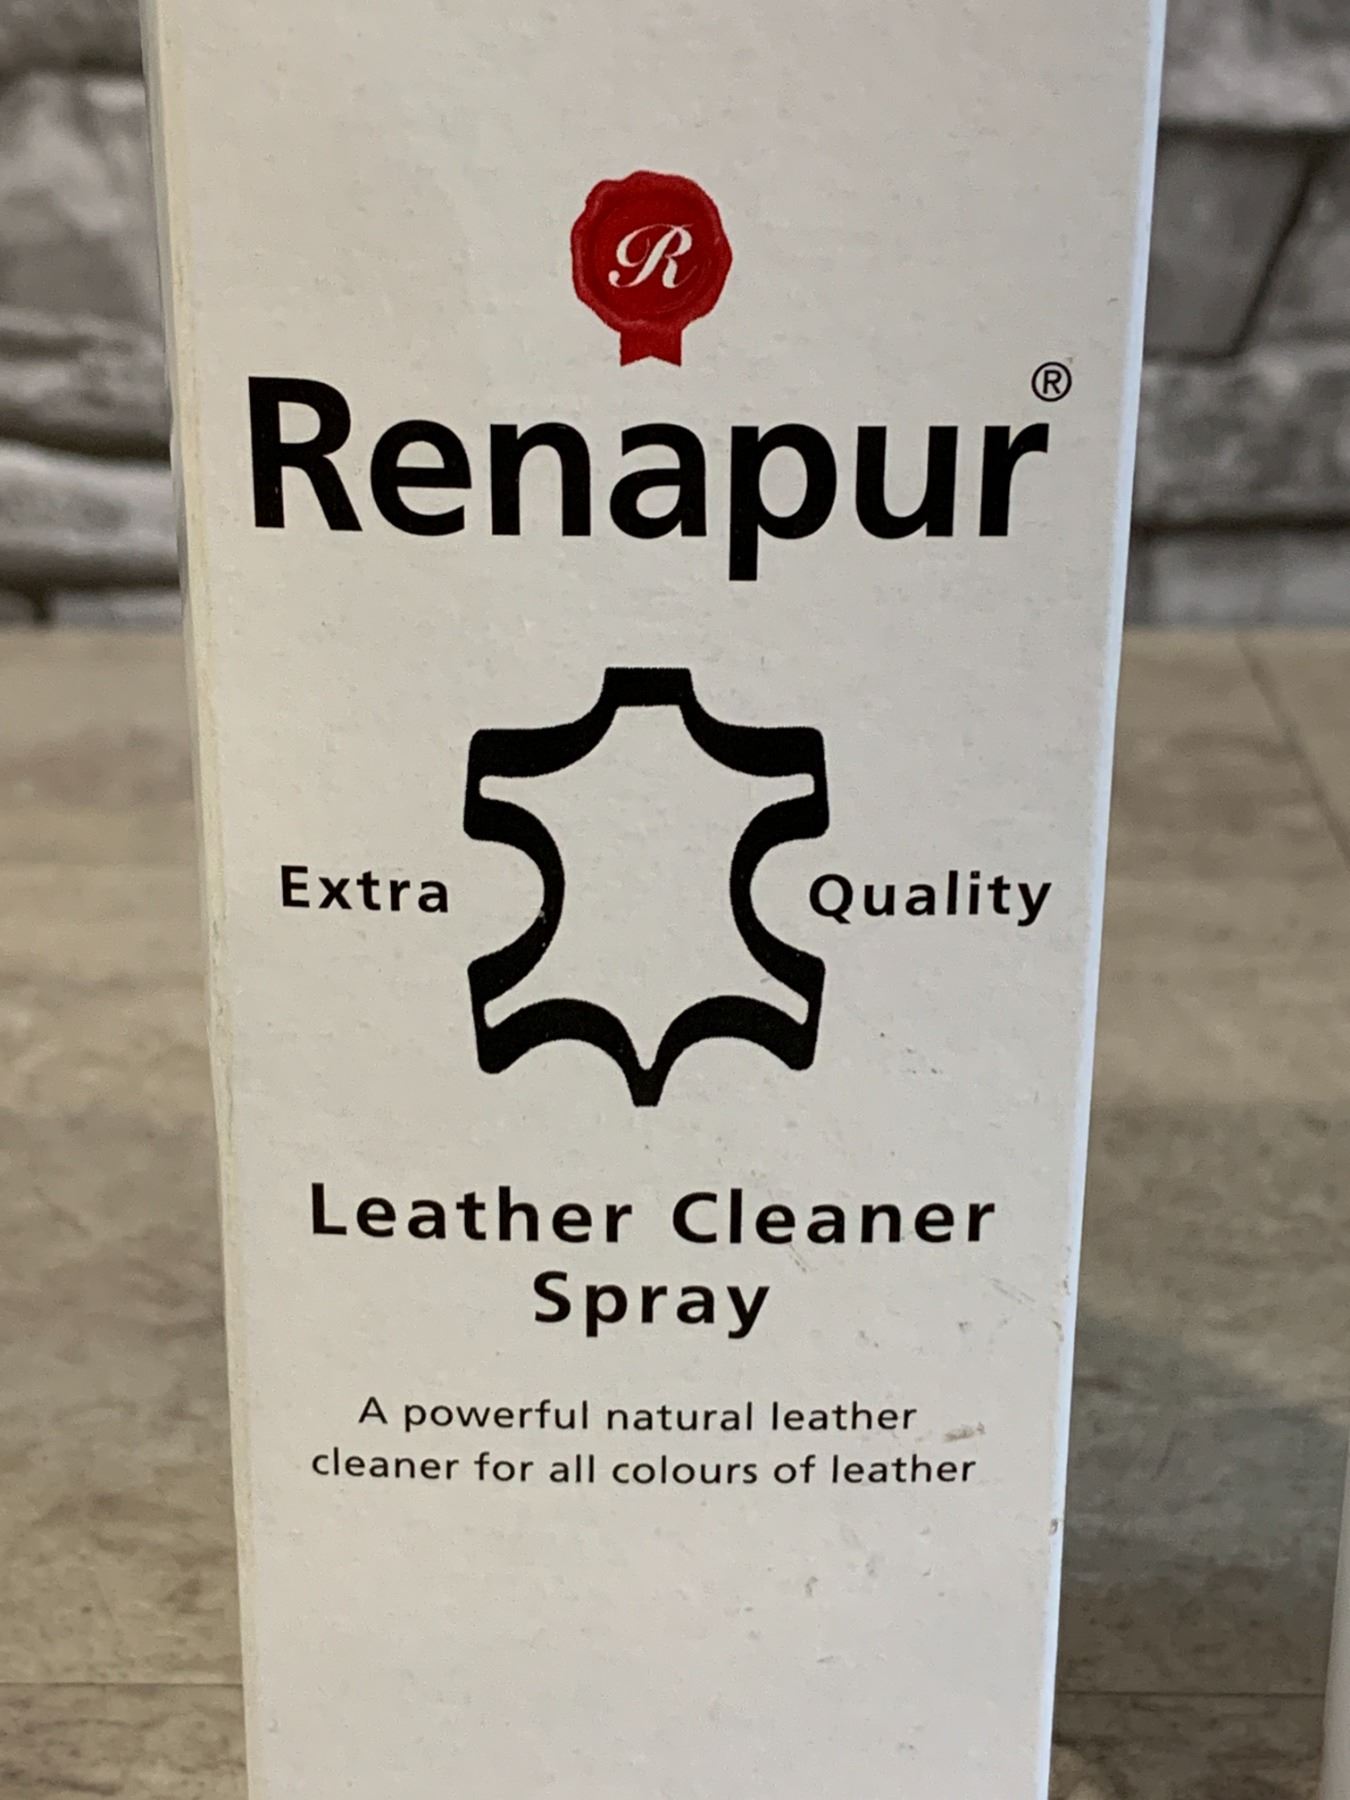 R
Renapur®
Extra Quality
Leather Cleaner
Spray
A powerful natural leather
cleaner for all colours of leather